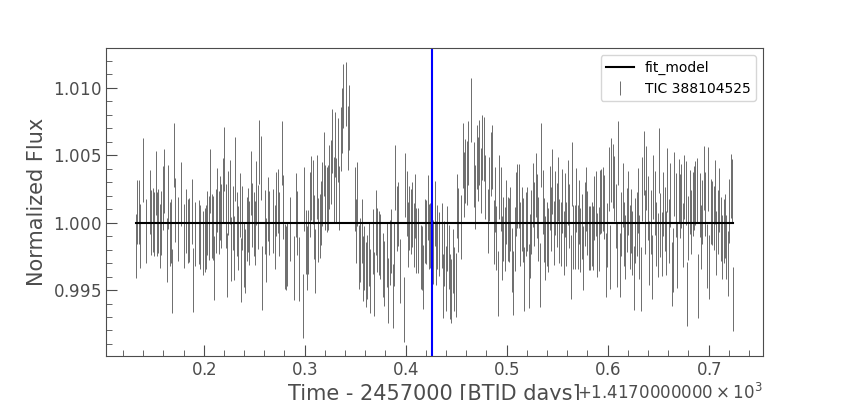 fit_model
TIC 388104525
1.010
1.005
1.000
0.995
Normalized Flux
0.2 0.3 0.4 0.5 0.6 0.7
Time - 2457000 [BTJD days]
+1.4170000000 × 10³